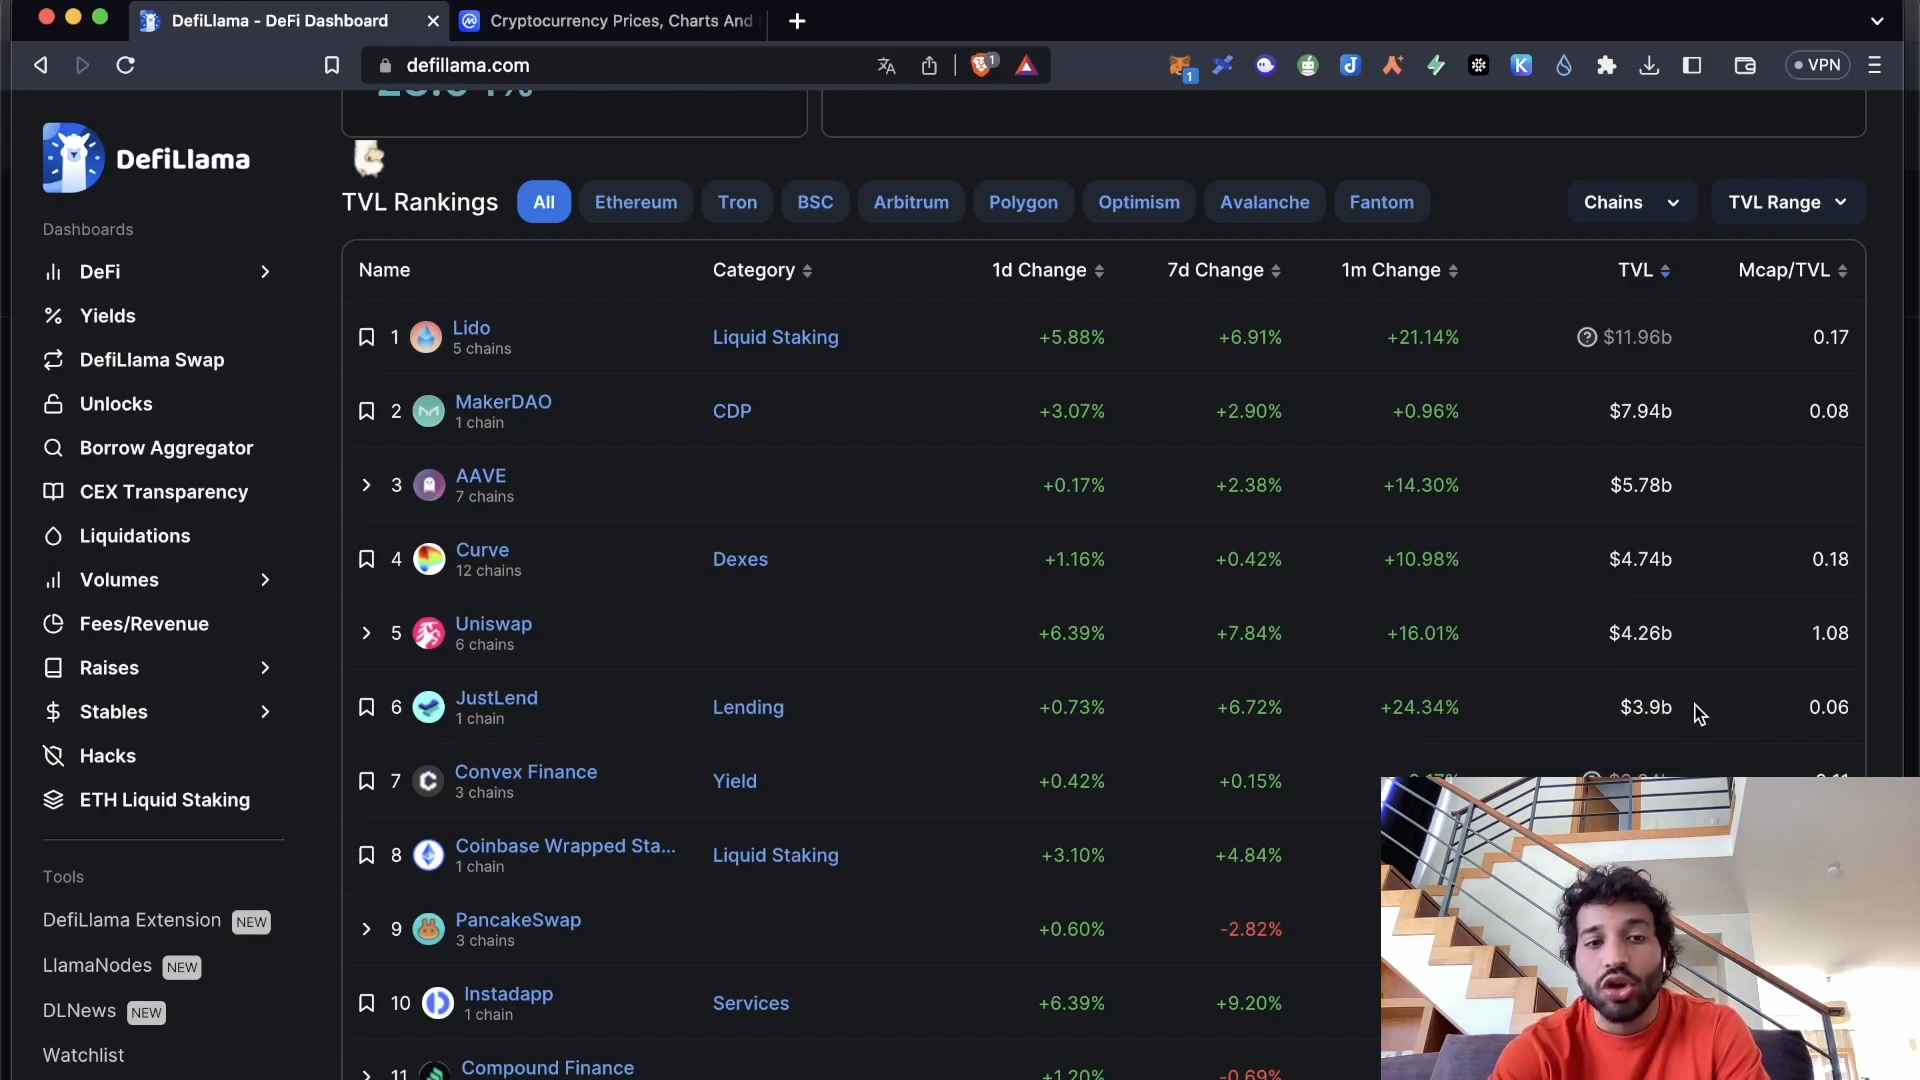 DefiLlama - DeFi Dashboard
Cryptocurrency Prices, Charts And
defillama.com
1
1
VPN
DefiLlama
TVL Rankings
All
Ethereum
Tron
BSC
Arbitrum
Polygon
Optimism
Avalanche
Fantom
Chains
TVL Range
Dashboards
DeFi
Yields
DefiLlama Swap
Unlocks
Borrow Aggregator
CEX Transparency
Liquidations
Volumes
Fees/Revenue
Raises
Stables
Hacks
ETH Liquid Staking
Tools
DefiLlama Extension NEW
LlamaNodes NEW
DLNews NEW
Watchlist
Name Category 1d Change 7d Change 1m Change TVL Mcap/TVL
1 Lido Liquid Staking +5.88% +6.91% +21.14% $11.96b 0.17
5 chains
2 MakerDAO CDP +3.07% +2.90% +0.96% $7.94b 0.08
1 chain
3 AAVE +0.17% +2.38% +14.30% $5.78b
7 chains
4 Curve Dexes +1.16% +0.42% +10.98% $4.74b 0.18
12 chains
5 Uniswap +6.39% +7.84% +16.01% $4.26b 1.08
6 chains
6 JustLend Lending +0.73% +6.72% +24.34% $3.9b 0.06
1 chain
7 Convex Finance Yield +0.42% +0.15%
3 chains
8 Coinbase Wrapped Sta... Liquid Staking +3.10% +4.84%
1 chain
9 PancakeSwap +0.60% -2.82%
3 chains
10 Instadapp Services +6.39% +9.20%
1 chain
11 Compound Finance +1.20% -0.69%